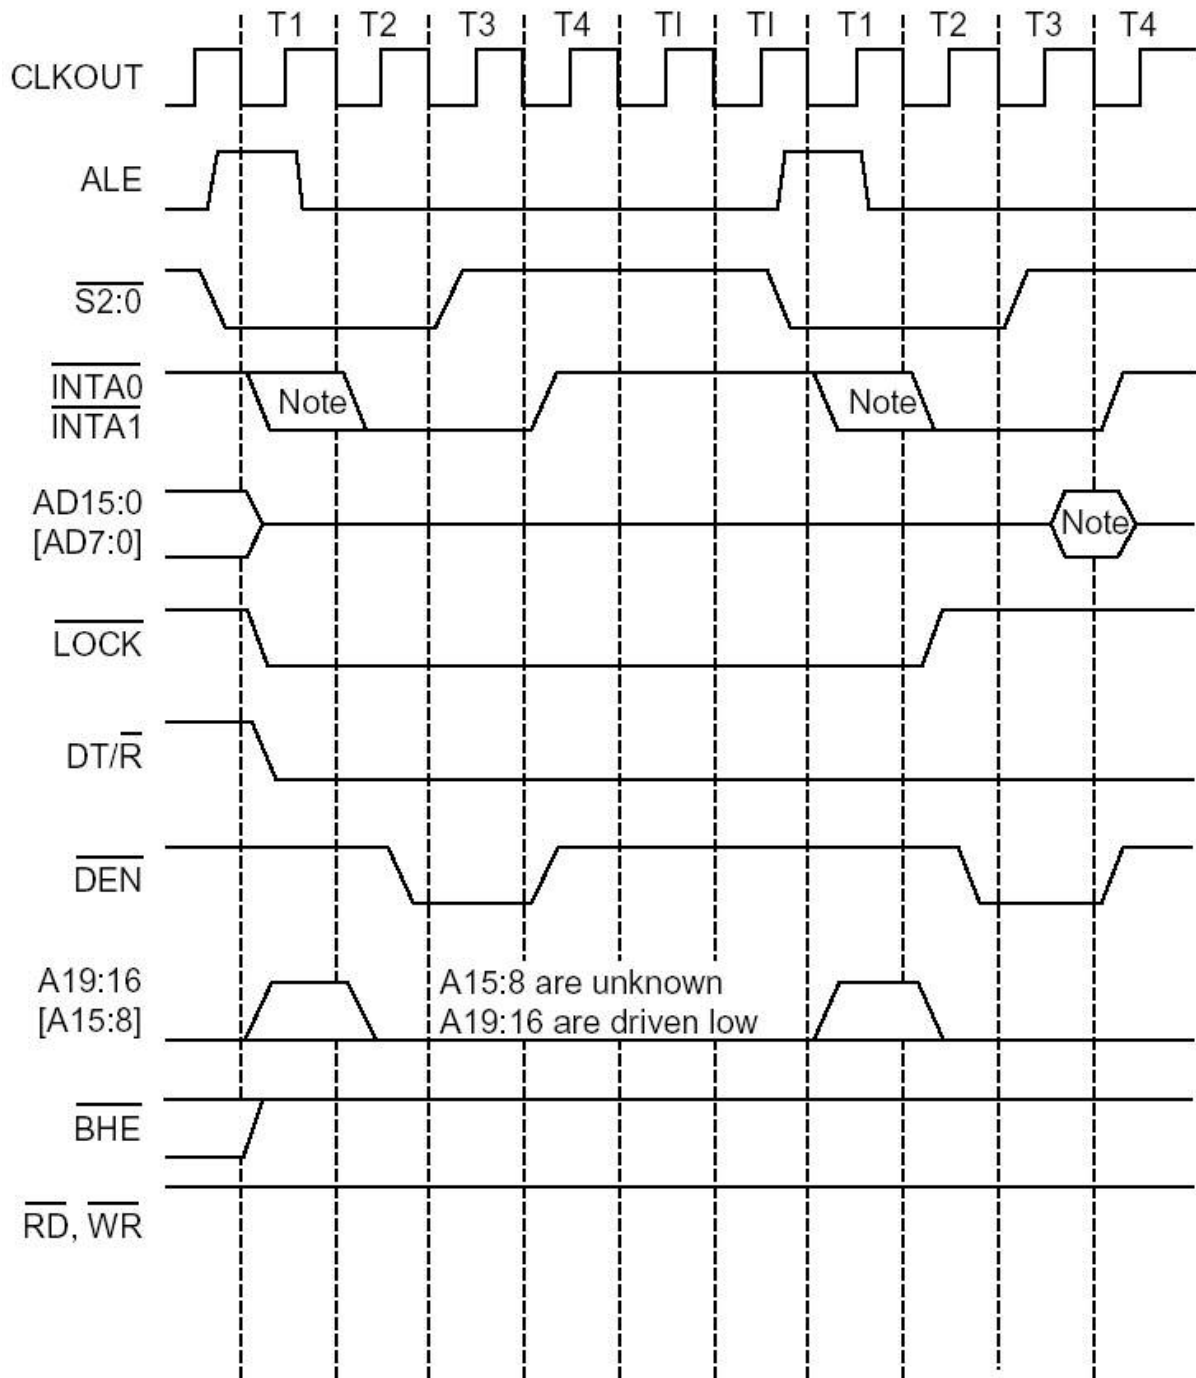 T1 T2 T3 T4 TI TI T1 T2 T3 T4
CLKOUT
ALE
S2:0
INTA0
INTA1
Note
Note
AD15:0
[AD7:0]
Note
LOCK
DT/R
DEN
A19:16
[A15:8]
A15:8 are unknown
A19:16 are driven low
BHE
RD, WR